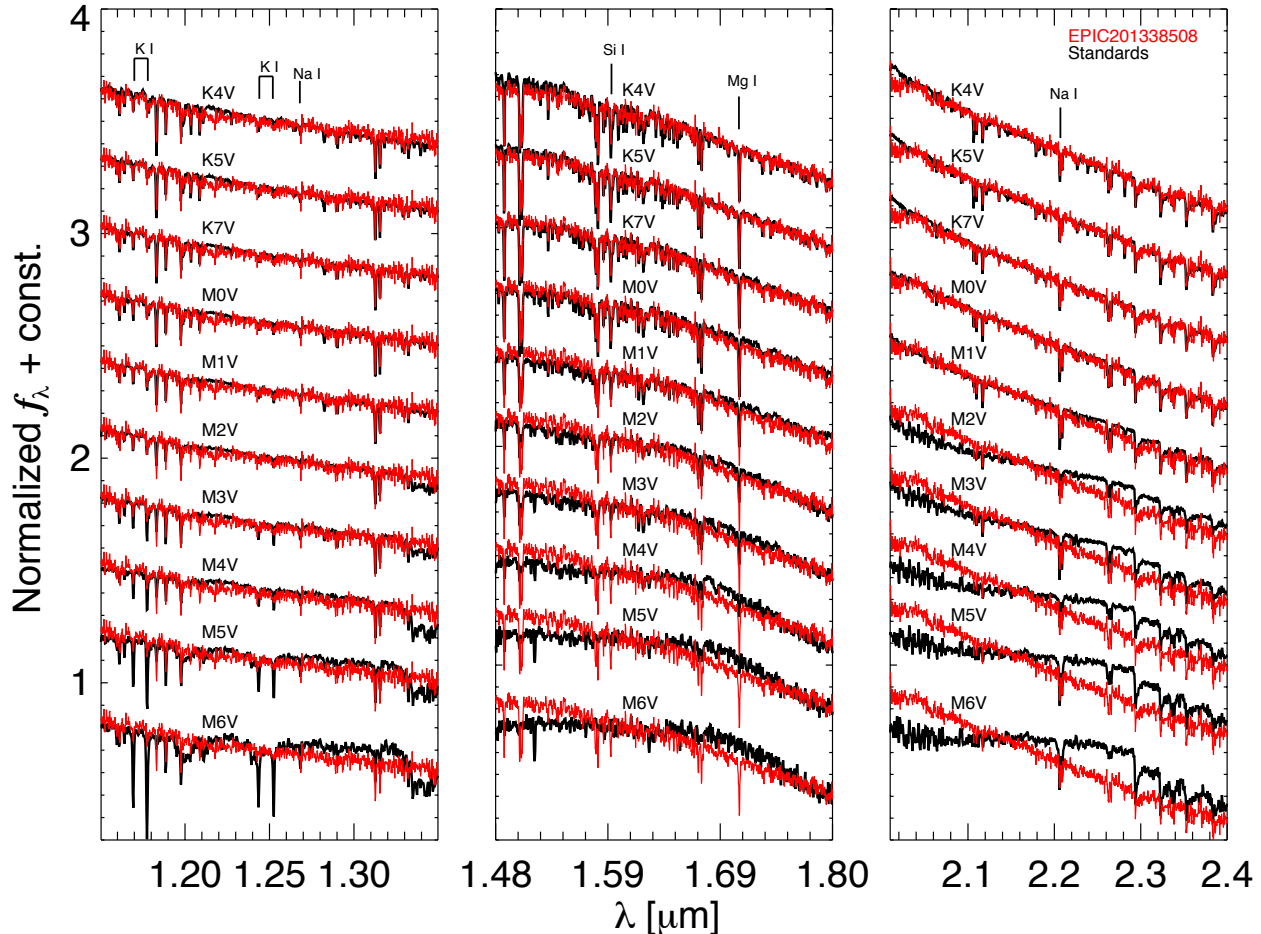 4
3
2
1
Normalized fλ + const.
K I
K I
Na I
K4V
K5V
K7V
M0V
M1V
M2V
M3V
M4V
M5V
M6V
1.20 1.25 1.30
Si I
Mg I
K4V
K5V
K7V
M0V
M1V
M2V
M3V
M4V
M5V
M6V
1.48 1.59 1.69 1.80
λ [μm]
EPIC201338508
Standards
Na I
K4V
K5V
K7V
M0V
M1V
M2V
M3V
M4V
M5V
M6V
2.1 2.2 2.3 2.4